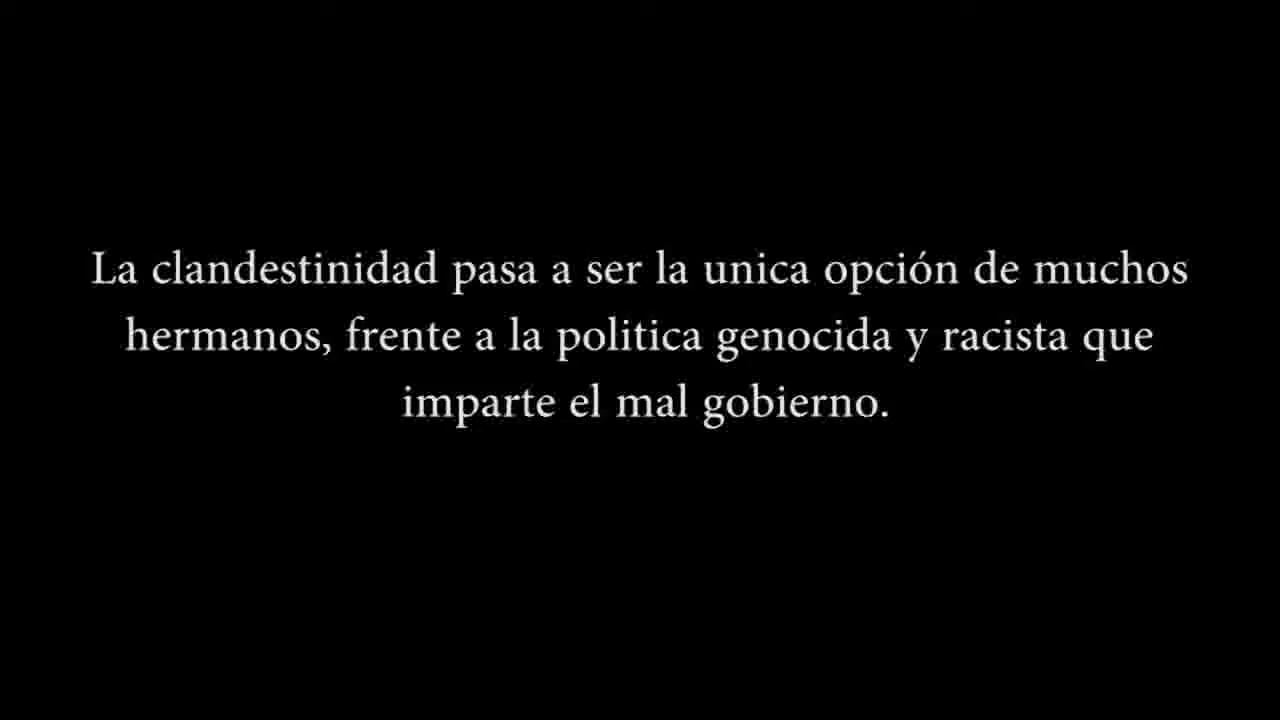 La clandestinidad pasa a ser la unica opción de muchos
hermanos, frente a la politica genocida y racista que
imparte el mal gobierno.